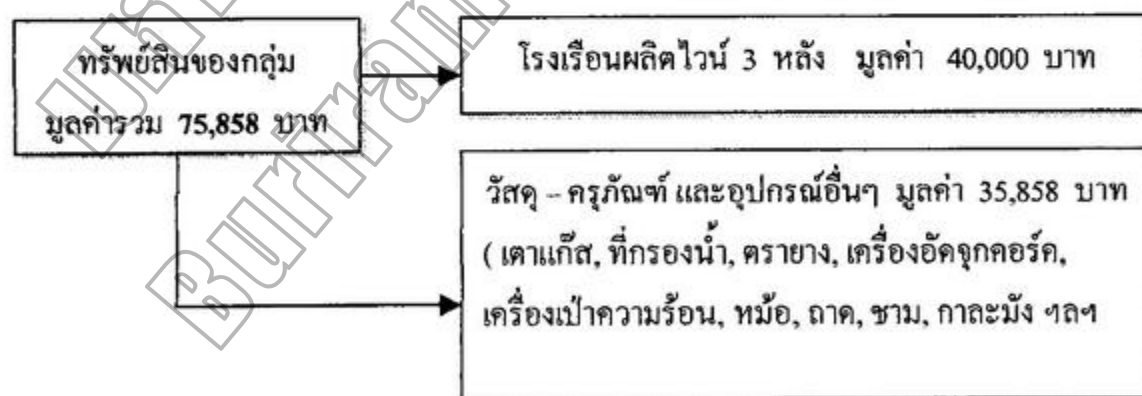 ทรัพย์สินของกลุ่ม
มูลค่ารวม 75,858 บาท
โรงเรือนผลิตไวน์ 3 หลัง มูลค่า 40,000 บาท
วัสดุ – ครุภัณฑ์ และอุปกรณ์อื่นๆ มูลค่า 35,858 บาท
( เตาแก๊ส, ที่กรองน้ำ, ตรายาง, เครื่องอัดจุกคอร์ค,
เครื่องเป่าความร้อน, หม้อ, ถาด, ชาม, กาละมัง ฯลฯ